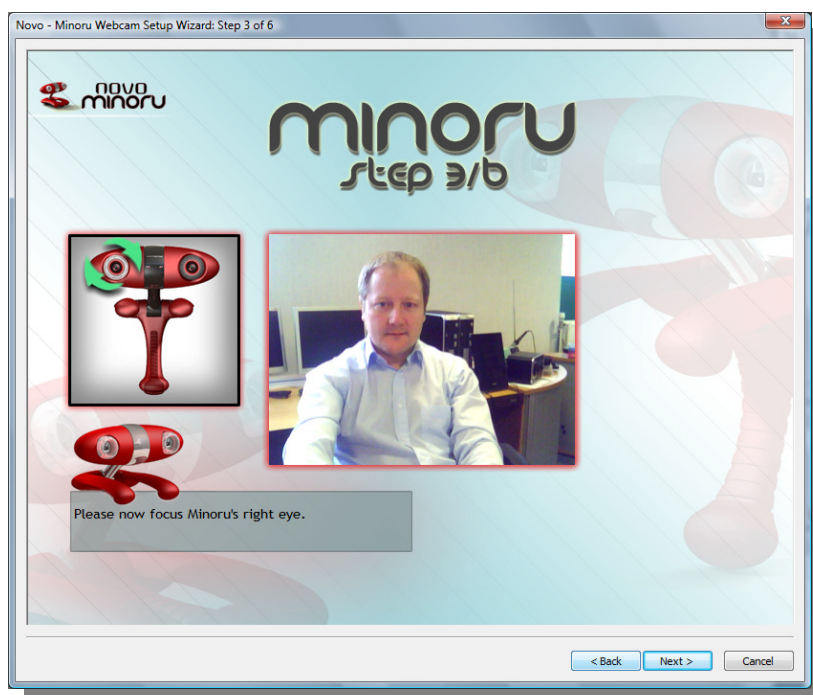 Novo - Minoru Webcam Setup Wizard: Step 3 of 6
novo
minoru
minoru
step 3/b
Please now focus Minoru's right eye.
< Back
Next >
Cancel